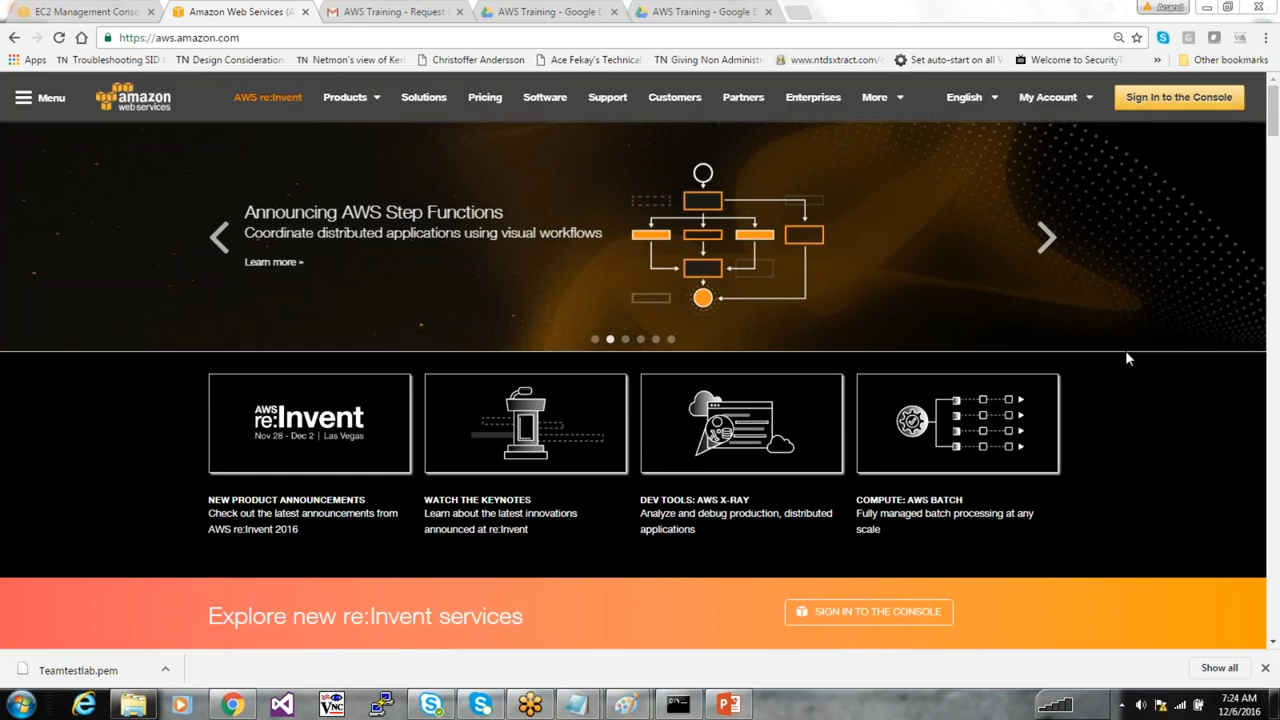 EC2 Management Conso
Amazon Web Services (A
AWS Training - Request
AWS Training - Google D
AWS Training - Google D
Anand
https://aws.amazon.com
Apps
TN Troubleshooting SID
TN Design Consideration
TN Netmon's view of Ker
Christoffer Andersson
Ace Fekay's Technical
TN Giving Non Administ
www.ntdsxtract.com/
Set auto-start on all V
Welcome to SecurityT
»
Other bookmarks
Menu
amazon
web services
AWS re:Invent
Products
Solutions
Pricing
Software
Support
Customers
Partners
Enterprises
More
English
My Account
Sign In to the Console
Announcing AWS Step Functions
Coordinate distributed applications using visual workflows
Learn more »
AWS
re:Invent
Nov 28 - Dec 2 | Las Vegas
NEW PRODUCT ANNOUNCEMENTS
Check out the latest announcements from
AWS re:Invent 2016
WATCH THE KEYNOTES
Learn about the latest innovations
announced at re:Invent
DEV TOOLS: AWS X-RAY
Analyze and debug production, distributed
applications
COMPUTE: AWS BATCH
Fully managed batch processing at any
scale
Explore new re:Invent services
SIGN IN TO THE CONSOLE
Teamtestlab.pem
Show all
7:24 AM
12/6/2016